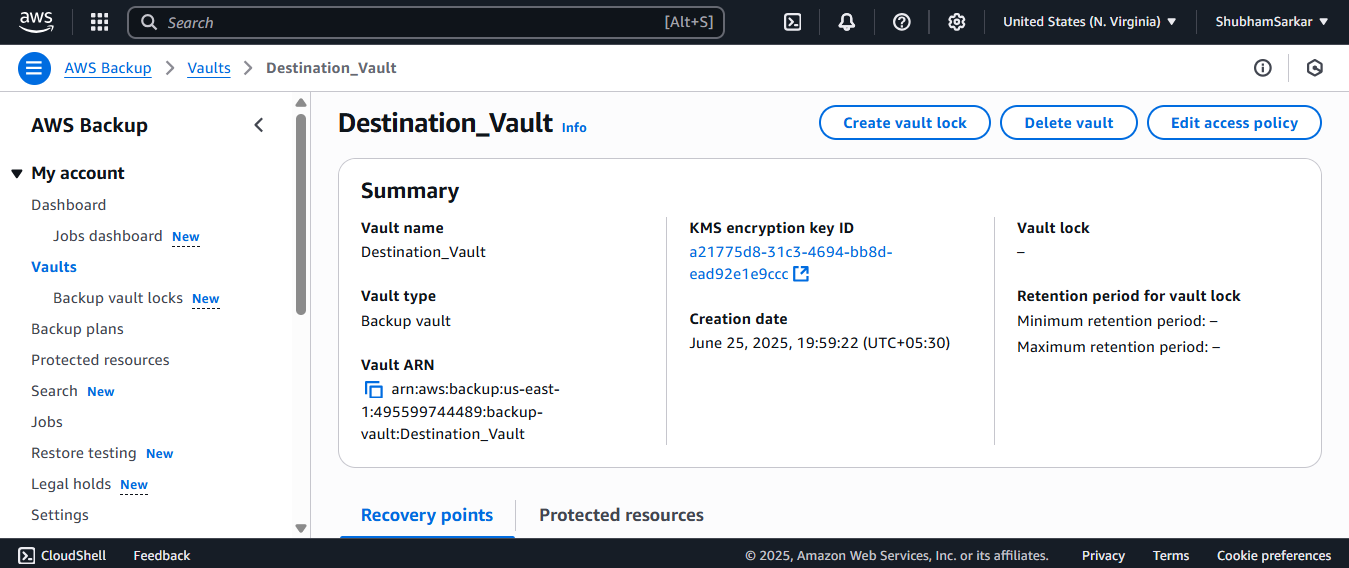 aws
Search [Alt+S]
United States (N. Virginia)
ShubhamSarkar
AWS Backup
Vaults
Destination_Vault
AWS Backup
My account
Dashboard
Jobs dashboard New
Vaults
Backup vault locks New
Backup plans
Protected resources
Search New
Jobs
Restore testing New
Legal holds New
Settings
Destination_Vault Info
Create vault lock
Delete vault
Edit access policy
Summary
Vault name
Destination_Vault
Vault type
Backup vault
Vault ARN
arn:aws:backup:us-east-
1:495599744489:backup-
vault:Destination_Vault
KMS encryption key ID
a21775d8-31c3-4694-bb8d-
ead92e1e9ccc
Creation date
June 25, 2025, 19:59:22 (UTC+05:30)
Vault lock
–
Retention period for vault lock
Minimum retention period: –
Maximum retention period: –
Recovery points
Protected resources
CloudShell
Feedback
© 2025, Amazon Web Services, Inc. or its affiliates.
Privacy
Terms
Cookie preferences